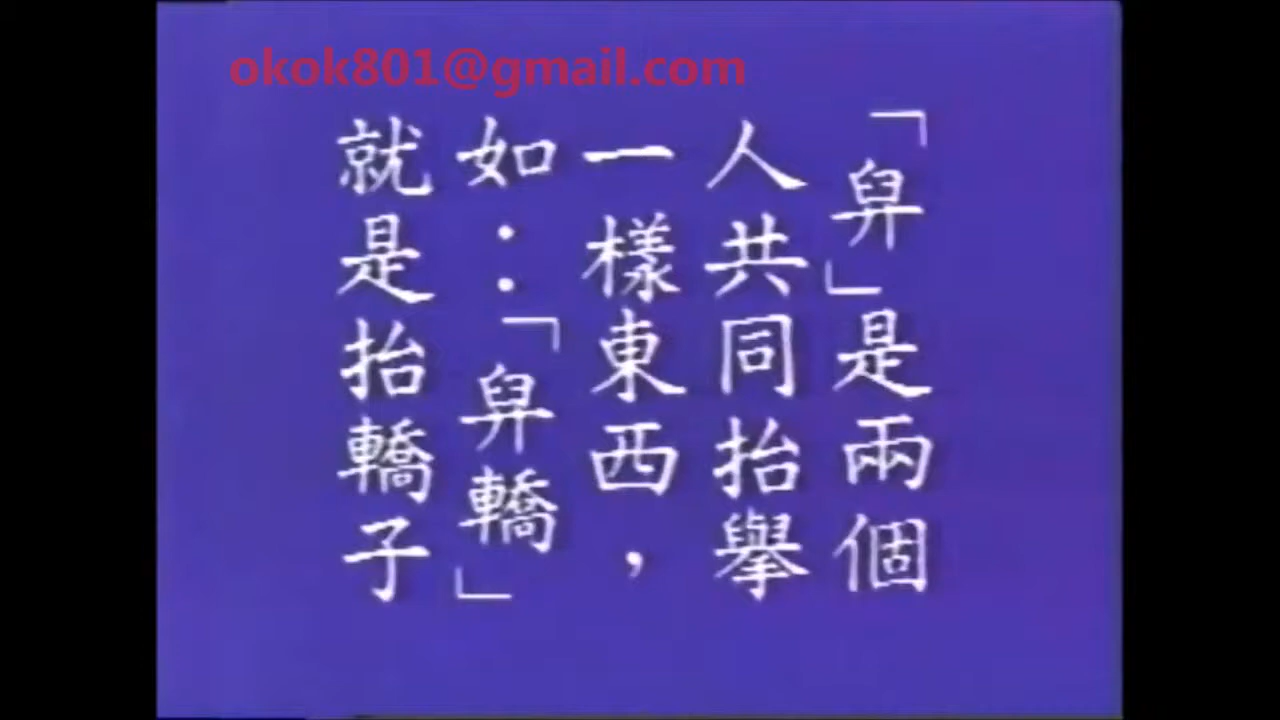 okok801@gmail.com
「舁」是兩個
人共同抬舉
一樣東西，
如：「舁轎」
就是抬轎子